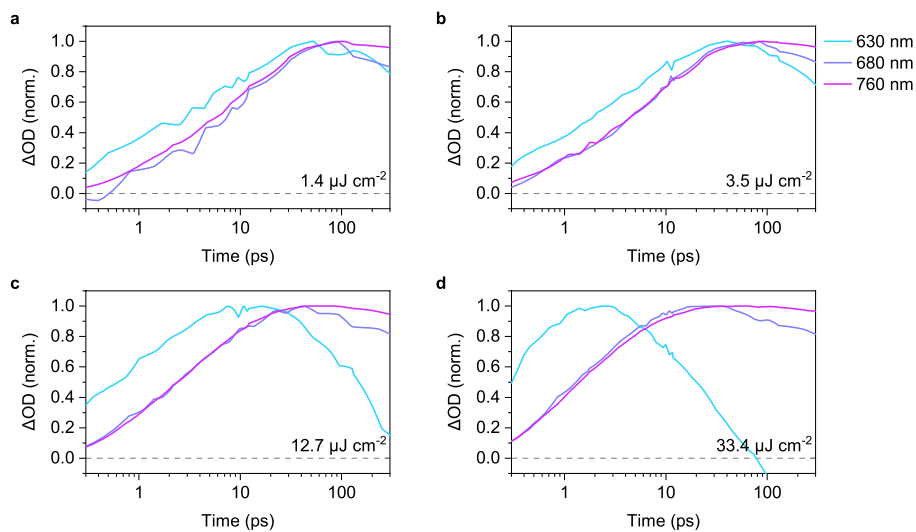 a
1.0
0.8
0.6
0.4
0.2
0.0
ΔOD (norm.)
1.4 µJ cm-2
1
10
100
Time (ps)
b
1.0
0.8
0.6
0.4
0.2
0.0
ΔOD (norm.)
3.5 µJ cm-2
1
10
100
Time (ps)
630 nm
680 nm
760 nm
c
1.0
0.8
0.6
0.4
0.2
0.0
ΔOD (norm.)
12.7 µJ cm-2
1
10
100
Time (ps)
d
1.0
0.8
0.6
0.4
0.2
0.0
ΔOD (norm.)
33.4 µJ cm-2
1
10
100
Time (ps)